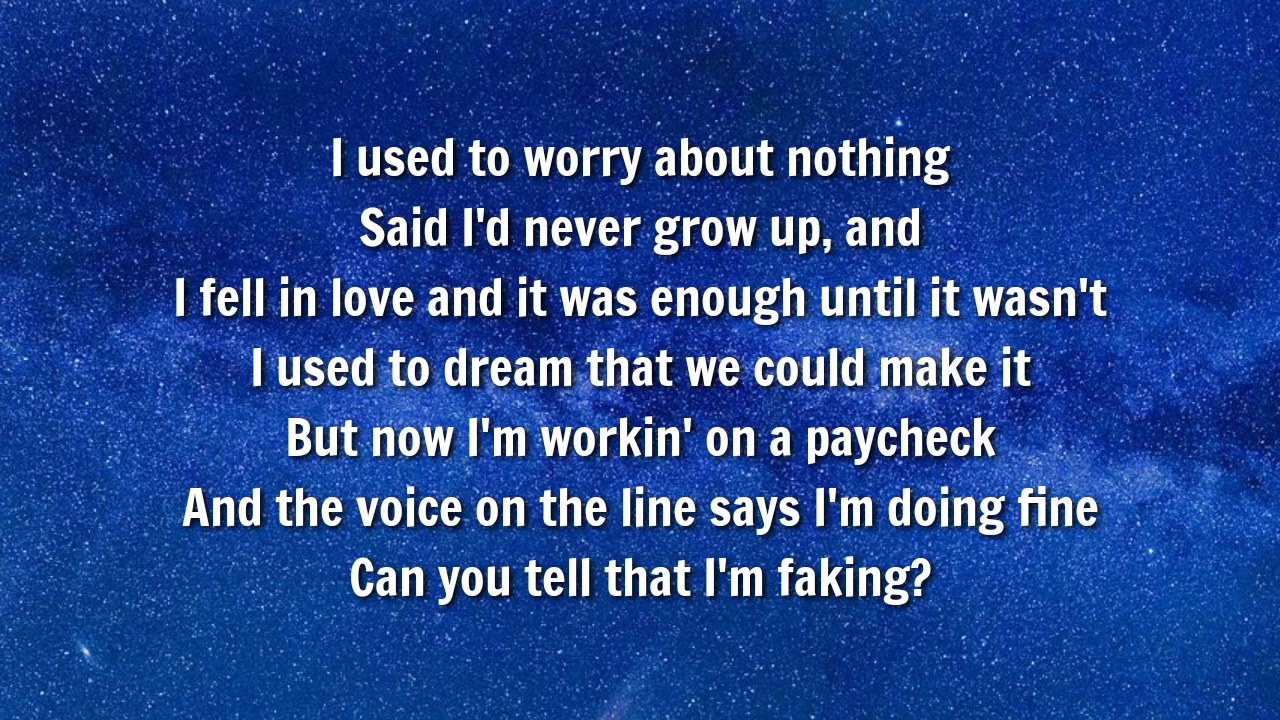 I used to worry about nothing
Said I'd never grow up, and
I fell in love and it was enough until it wasn't
I used to dream that we could make it
But now I'm workin' on a paycheck
And the voice on the line says I'm doing fine
Can you tell that I'm faking?